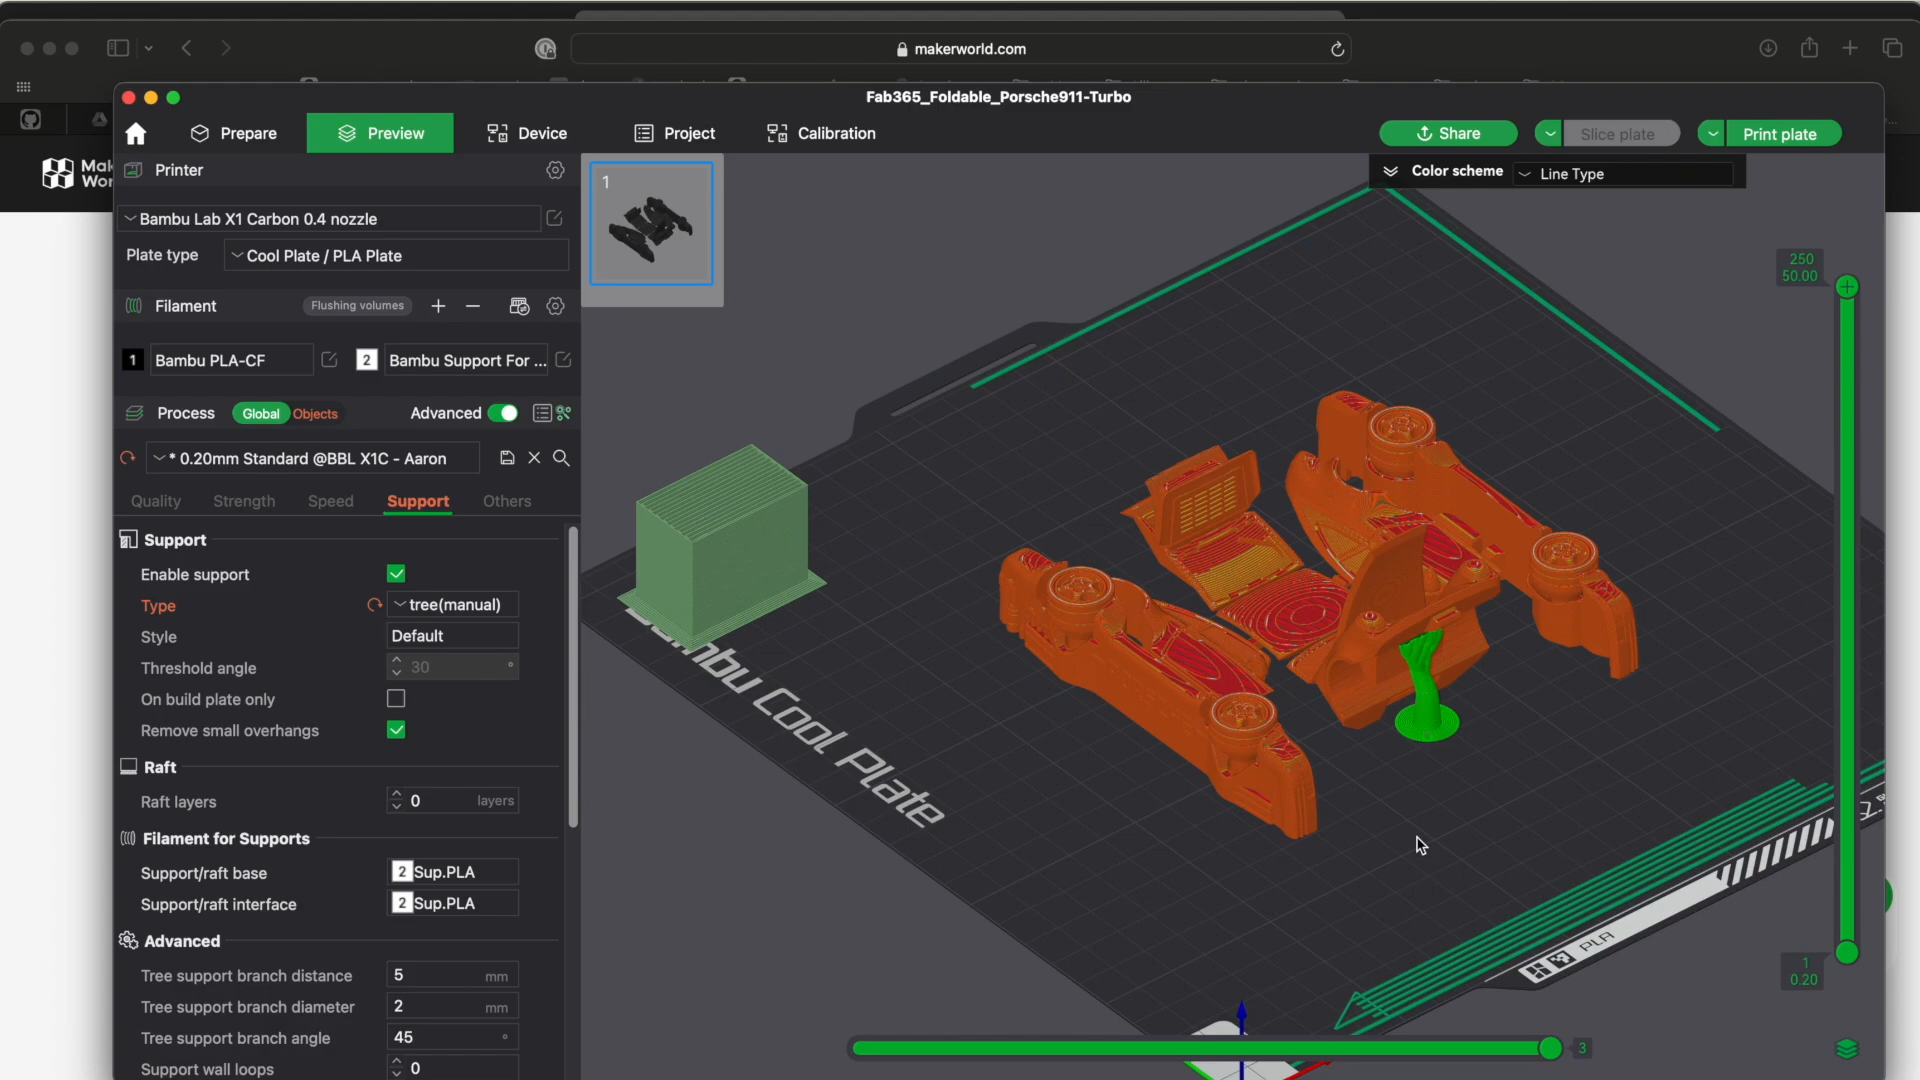 makerworld.com
Mak
Wor
Fab365_Foldable_Porsche911-Turbo
Prepare
Preview
Device
Project
Calibration
Share
Slice plate
Print plate
Printer
Bambu Lab X1 Carbon 0.4 nozzle
Plate type
Cool Plate / PLA Plate
Filament
Flushing volumes
1
Bambu PLA-CF
2
Bambu Support For ...
Process
Global
Objects
Advanced
* 0.20mm Standard @BBL X1C - Aaron
Quality
Strength
Speed
Support
Others
Support
Enable support
Type
tree(manual)
Style
Default
Threshold angle
30 °
On build plate only
Remove small overhangs
Raft
Raft layers
0 layers
Filament for Supports
Support/raft base
2 Sup.PLA
Support/raft interface
2 Sup.PLA
Advanced
Tree support branch distance
5 mm
Tree support branch diameter
2 mm
Tree support branch angle
45 °
Support wall loops
0
1
Color scheme
Line Type
250
50.00
Cool Plate
PLA
1
0.20
3